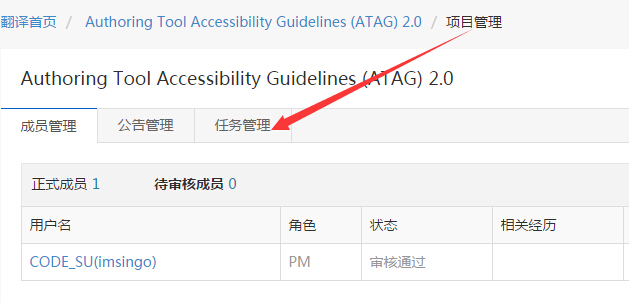 翻译首页 / Authoring Tool Accessibility Guidelines (ATAG) 2.0 / 项目管理
Authoring Tool Accessibility Guidelines (ATAG) 2.0
成员管理 公告管理 任务管理
正式成员 1 待审核成员 0
用户名 角色 状态 相关经历
CODE_SU(imsingo) PM 审核通过